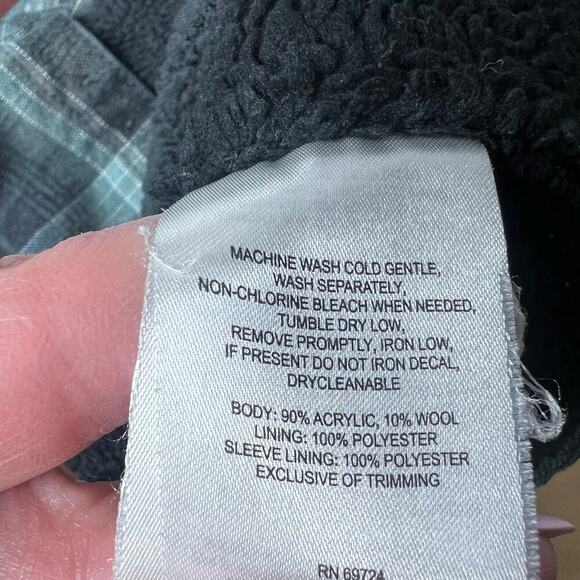 MACHINE WASH COLD GENTLE,
WASH SEPARATELY,
NON-CHLORINE BLEACH WHEN NEEDED,
TUMBLE DRY LOW,
REMOVE PROMPTLY, IRON LOW,
IF PRESENT DO NOT IRON DECAL,
DRYCLEANABLE
BODY: 90% ACRYLIC, 10% WOOL
LINING: 100% POLYESTER
SLEEVE LINING: 100% POLYESTER
EXCLUSIVE OF TRIMMING
RN 69724